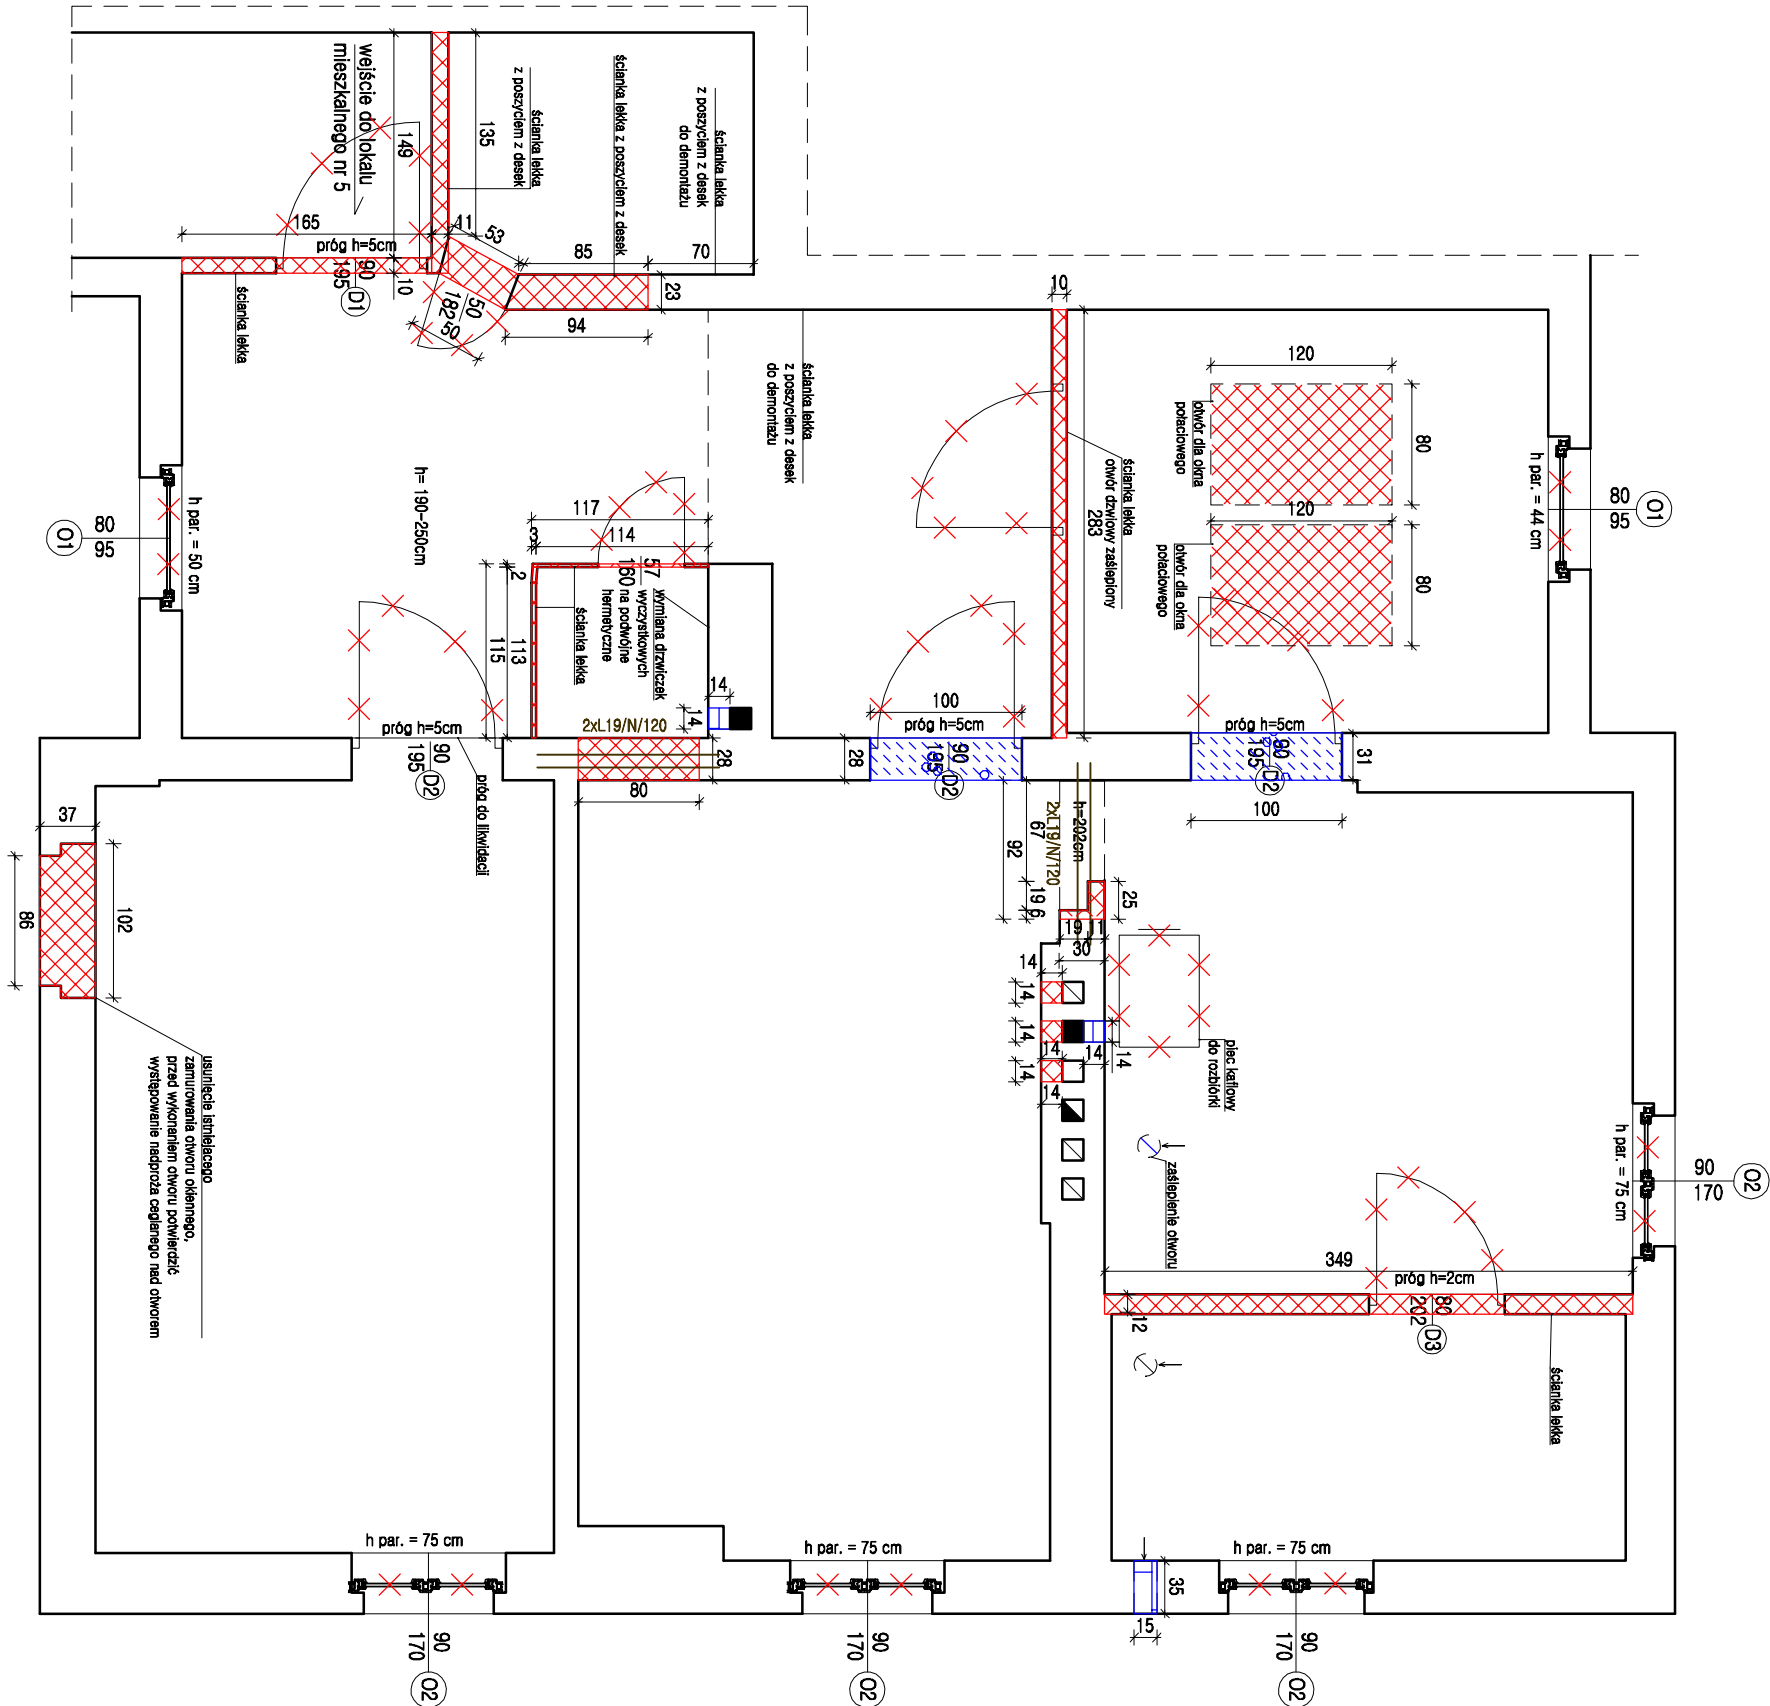 wejście do lokalu
mieszkalnego nr 5
149
135
ścianka lekka
z poszyciem z desek
ścianka lekka z poszyciem z desek
ścianka lekka
z poszyciem z desek
do demontażu
165
próg h=5cm
90
195
D1
10
11
53
85
70
23
50
182
50
94
ścianka lekka
ścianka lekka
z poszyciem z desek
do demontażu
10
283
ścianka lekka
otwór drzwiowy zaślepiony
120
80
otwór dla okna
połaciowego
120
80
otwór dla okna
połaciowego
h par. = 44 cm
80
95
O1
h par. = 50 cm
80
95
O1
h= 190-250cm
117
3
114
57
160
2
113
115
ścianka lekka
wymiana drzwiczek
wyczystkowych
na podwójne
hermetyczne
14
14
2xL19/N/120
28
80
próg h=5cm
90
195
D2
próg do likwidacji
100
próg h=5cm
90
195
D2
28
próg h=5cm
90
195
D2
31
100
h=202cm
2xL19/N/120
67
92
19
6
25
19
11
30
14
14
14
14
14
14
14
14
piec kaflowy
do rozbiórki
zaślepienie otworu
h par. = 75 cm
90
170
O2
349
próg h=2cm
80
202
D3
12
ścianka lekka
37
86
102
usunięcie istniejącego
zamurowania otworu okiennego,
przed wykonaniem otworu potwierdzić
występowanie nadproża ceglanego nad otworem
h par. = 75 cm
90
170
O2
h par. = 75 cm
90
170
O2
35
15
h par. = 75 cm
90
170
O2